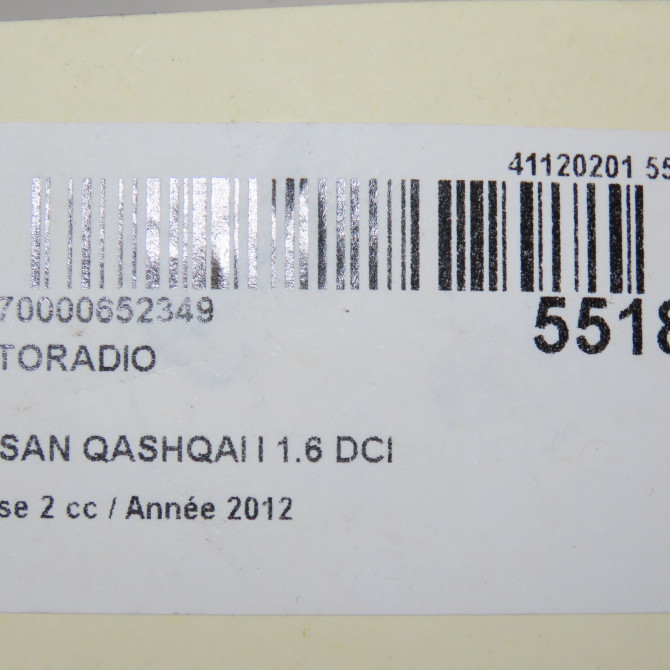 41120201 55
70000652349
5518
TORADIO
SAN QASHQAI I 1.6 DCI
se 2 cc / Année 2012